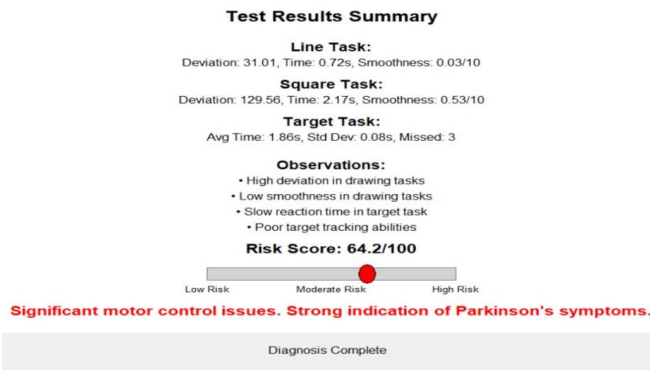 Test Results Summary
Line Task:
Deviation: 31.01, Time: 0.72s, Smoothness: 0.03/10
Square Task:
Deviation: 129.56, Time: 2.17s, Smoothness: 0.53/10
Target Task:
Avg Time: 1.86s, Std Dev: 0.08s, Missed: 3
Observations:
• High deviation in drawing tasks
• Low smoothness in drawing tasks
• Slow reaction time in target task
• Poor target tracking abilities
Risk Score: 64.2/100
Low Risk Moderate Risk High Risk
Significant motor control issues. Strong indication of Parkinson's symptoms.
Diagnosis Complete